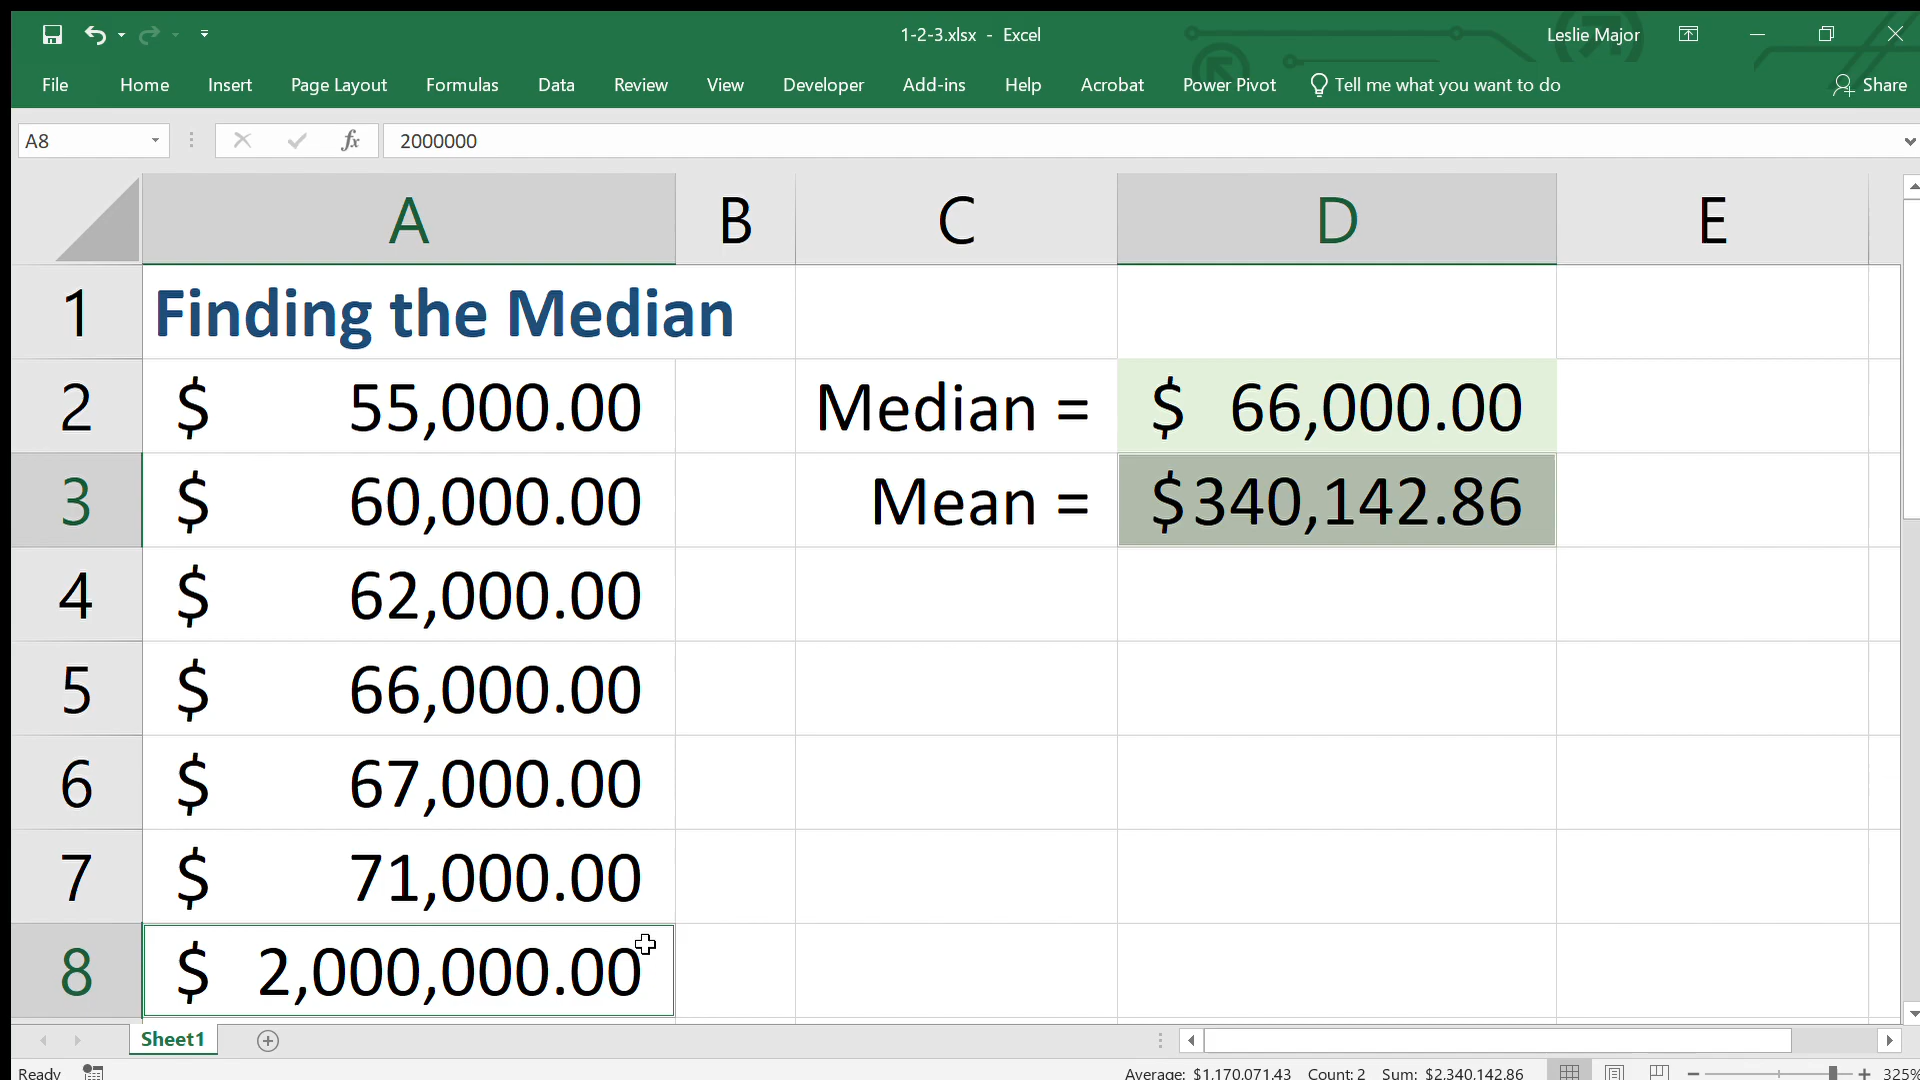 1-2-3.xlsx - Excel
Leslie Major
File Home Insert Page Layout Formulas Data Review View Developer Add-ins Help Acrobat Power Pivot Tell me what you want to do Share
A8 fx 2000000
A B C D E
1 Finding the Median
2 $ 55,000.00 Median = $ 66,000.00
3 $ 60,000.00 Mean = $340,142.86
4 $ 62,000.00
5 $ 66,000.00
6 $ 67,000.00
7 $ 71,000.00
8 $ 2,000,000.00
Sheet1
Ready Average: $1,170,071.43 Count: 2 Sum: $2,340,142.86 325%